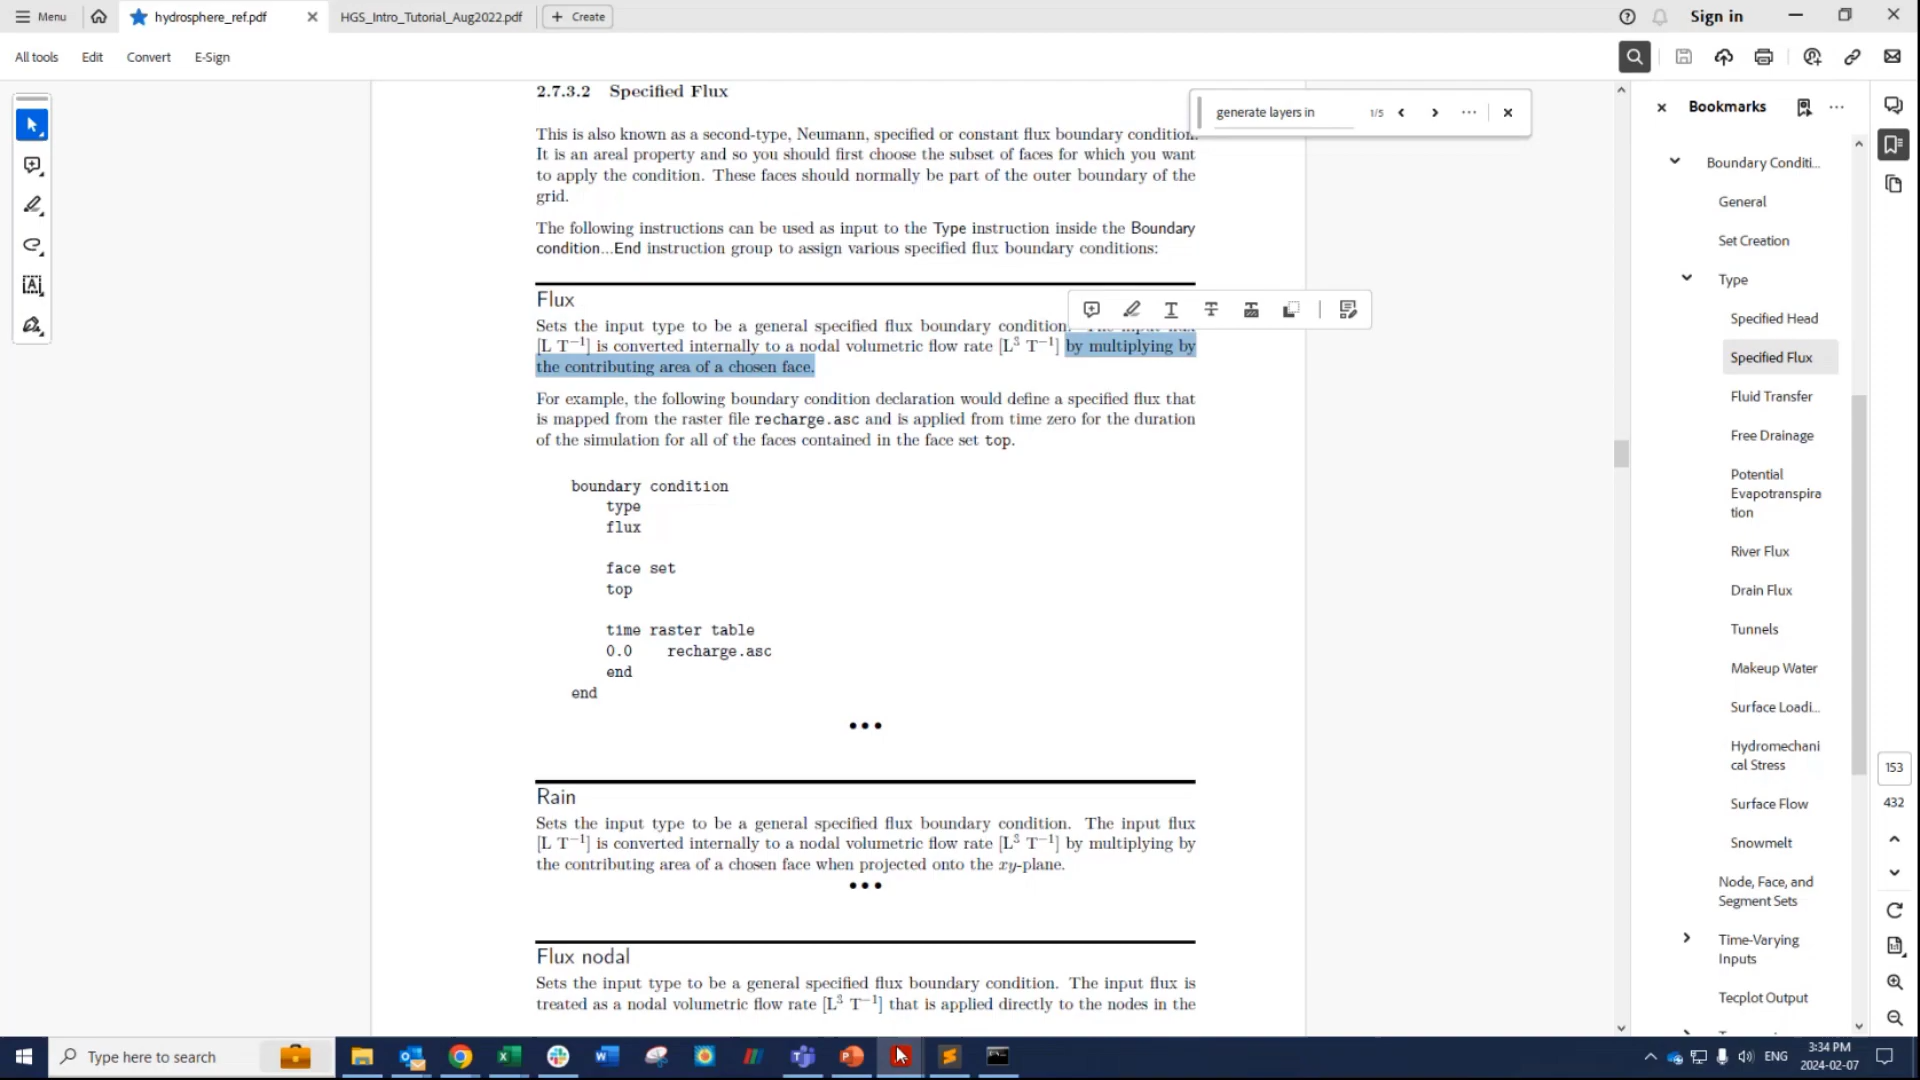 Menu
hydrosphere_ref.pdf
HGS_Intro_Tutorial_Aug2022.pdf
Create
Sign in
All tools
Edit
Convert
E-Sign
generate layers in
1/5
2.7.3.2 Specified Flux
This is also known as a second-type, Neumann, specified or constant flux boundary condition.
It is an areal property and so you should first choose the subset of faces for which you want
to apply the condition. These faces should normally be part of the outer boundary of the
grid.
The following instructions can be used as input to the Type instruction inside the Boundary
condition...End instruction group to assign various specified flux boundary conditions:
Flux
Sets the input type to be a general specified flux boundary condition. The input flux
[L T⁻¹] is converted internally to a nodal volumetric flow rate [L³ T⁻¹] by multiplying by
the contributing area of a chosen face.
For example, the following boundary condition declaration would define a specified flux that
is mapped from the raster file recharge.asc and is applied from time zero for the duration
of the simulation for all of the faces contained in the face set top.
boundary condition
type
flux
face set
top
time raster table
0.0 recharge.asc
end
end
• • •
Rain
Sets the input type to be a general specified flux boundary condition. The input flux
[L T⁻¹] is converted internally to a nodal volumetric flow rate [L³ T⁻¹] by multiplying by
the contributing area of a chosen face when projected onto the xy-plane.
• • •
Flux nodal
Sets the input type to be a general specified flux boundary condition. The input flux is
treated as a nodal volumetric flow rate [L³ T⁻¹] that is applied directly to the nodes in the
Bookmarks
Boundary Conditi...
General
Set Creation
Type
Specified Head
Specified Flux
Fluid Transfer
Free Drainage
Potential
Evapotranspira
tion
River Flux
Drain Flux
Tunnels
Makeup Water
Surface Loadi...
Hydromechani
cal Stress
Surface Flow
Snowmelt
Node, Face, and
Segment Sets
Time-Varying
Inputs
Tecplot Output
153
432
Type here to search
ENG
3:34 PM
2024-02-07